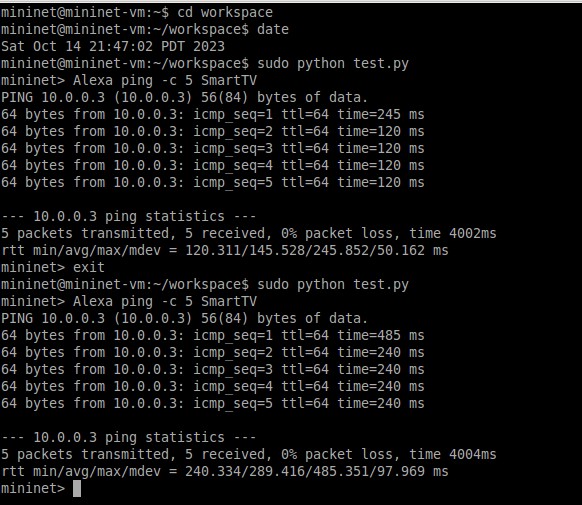 mininet@mininet-vm:~$ cd workspace
mininet@mininet-vm:~/workspace$ date
Sat Oct 14 21:47:02 PDT 2023
mininet@mininet-vm:~/workspace$ sudo python test.py
mininet> Alexa ping -c 5 SmartTV
PING 10.0.0.3 (10.0.0.3) 56(84) bytes of data.
64 bytes from 10.0.0.3: icmp_seq=1 ttl=64 time=245 ms
64 bytes from 10.0.0.3: icmp_seq=2 ttl=64 time=120 ms
64 bytes from 10.0.0.3: icmp_seq=3 ttl=64 time=120 ms
64 bytes from 10.0.0.3: icmp_seq=4 ttl=64 time=120 ms
64 bytes from 10.0.0.3: icmp_seq=5 ttl=64 time=120 ms
--- 10.0.0.3 ping statistics ---
5 packets transmitted, 5 received, 0% packet loss, time 4002ms
rtt min/avg/max/mdev = 120.311/145.528/245.852/50.162 ms
mininet> exit
mininet@mininet-vm:~/workspace$ sudo python test.py
mininet> Alexa ping -c 5 SmartTV
PING 10.0.0.3 (10.0.0.3) 56(84) bytes of data.
64 bytes from 10.0.0.3: icmp_seq=1 ttl=64 time=485 ms
64 bytes from 10.0.0.3: icmp_seq=2 ttl=64 time=240 ms
64 bytes from 10.0.0.3: icmp_seq=3 ttl=64 time=240 ms
64 bytes from 10.0.0.3: icmp_seq=4 ttl=64 time=240 ms
64 bytes from 10.0.0.3: icmp_seq=5 ttl=64 time=240 ms
--- 10.0.0.3 ping statistics ---
5 packets transmitted, 5 received, 0% packet loss, time 4004ms
rtt min/avg/max/mdev = 240.334/289.416/485.351/97.969 ms
mininet>